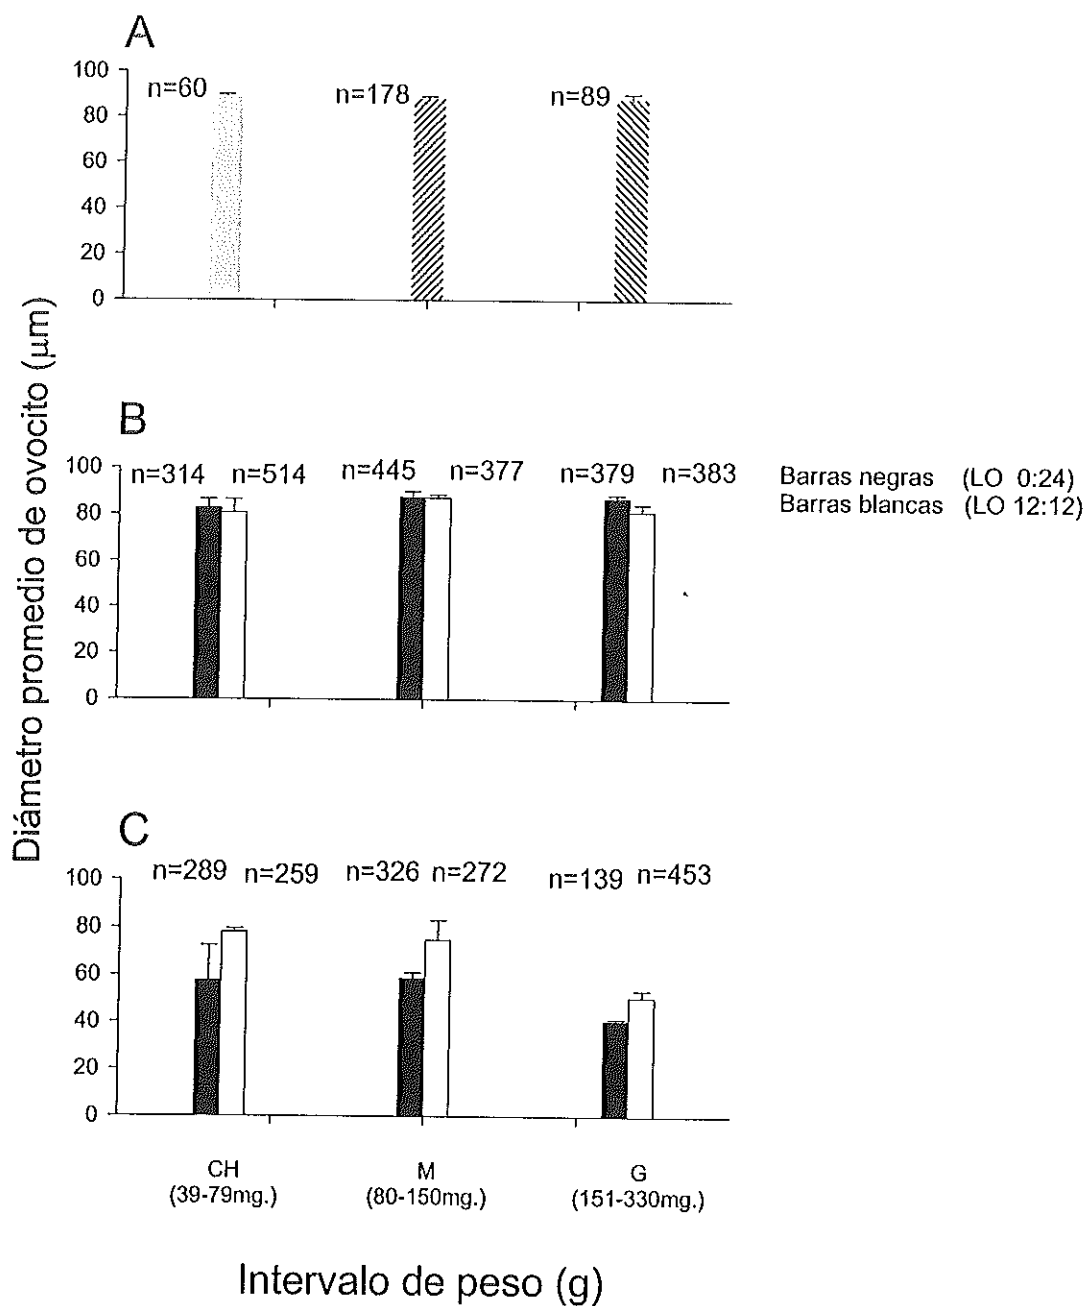 Diámetro promedio de ovocito (µm)
A
100
80
60
40
20
0
n=60
n=178
n=89
B
100
80
60
40
20
0
n=314 n=514 n=445 n=377 n=379 n=383
Barras negras (LO 0:24)
Barras blancas (LO 12:12)
C
100
80
60
40
20
0
n=289 n=259 n=326 n=272 n=139 n=453
CH
(39-79mg.)
M
(80-150mg.)
G
(151-330mg.)
Intervalo de peso (g)